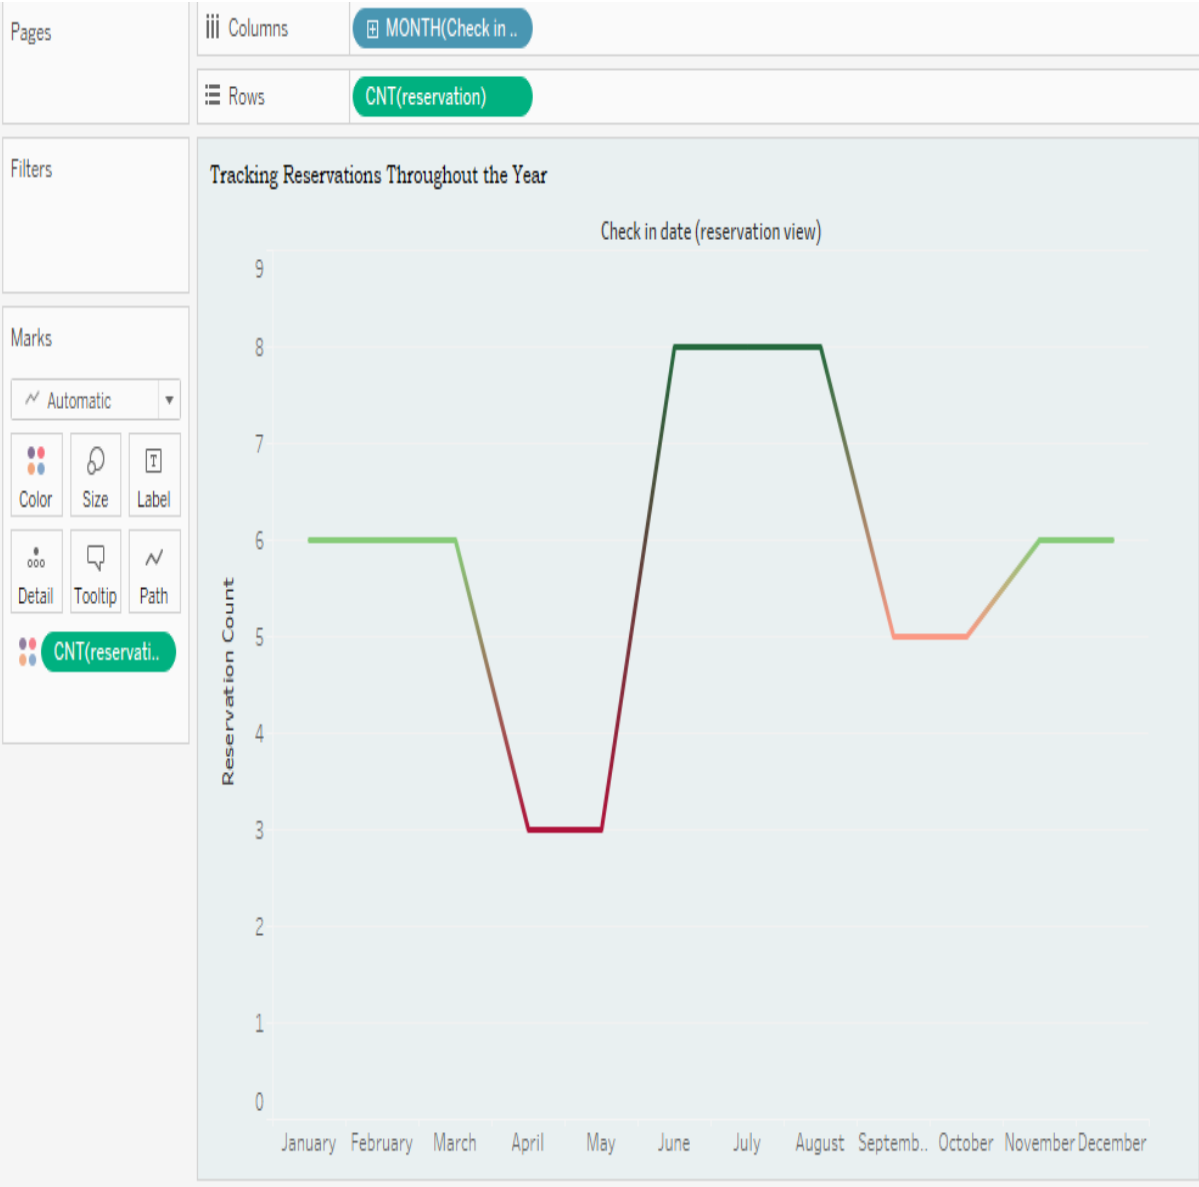 Pages
Columns
MONTH(Check in ..
Rows
CNT(reservation)
Filters
Marks
Automatic
Color
Size
T
Label
Detail
Tooltip
Path
CNT(reservati..
Tracking Reservations Throughout the Year
Check in date (reservation view)
9
8
7
6
5
4
3
2
1
0
Reservation Count
January February March April May June July August Septemb.. October November December